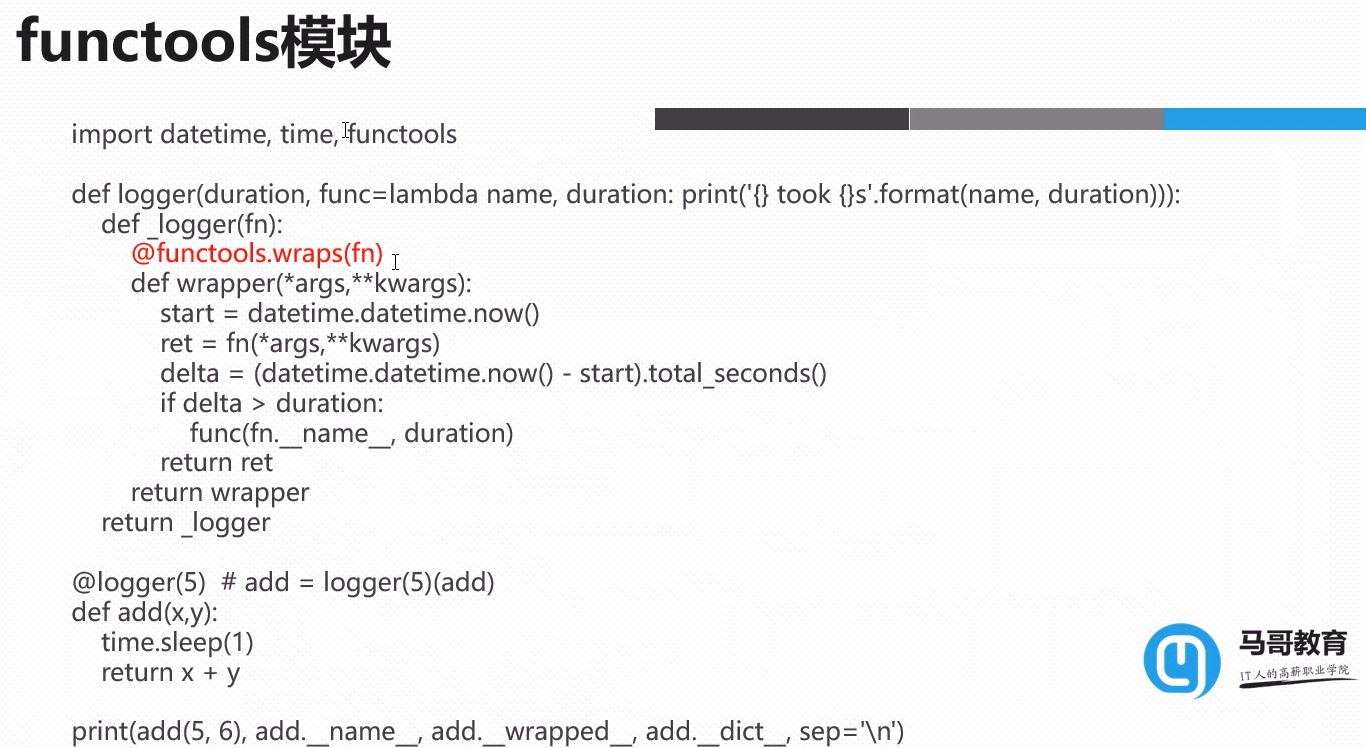 functools模块
import datetime, time, functools
def logger(duration, func=lambda name, duration: print('{} took {}s'.format(name, duration))):
    def _logger(fn):
        @functools.wraps(fn)
        def wrapper(*args,**kwargs):
            start = datetime.datetime.now()
            ret = fn(*args,**kwargs)
            delta = (datetime.datetime.now() - start).total_seconds()
            if delta > duration:
                func(fn.__name__, duration)
            return ret
        return wrapper
    return _logger
@logger(5)  # add = logger(5)(add)
def add(x,y):
    time.sleep(1)
    return x + y
print(add(5, 6), add.__name__, add.__wrapped__, add.__dict__, sep='\n')
马哥教育
IT人的高薪职业学院